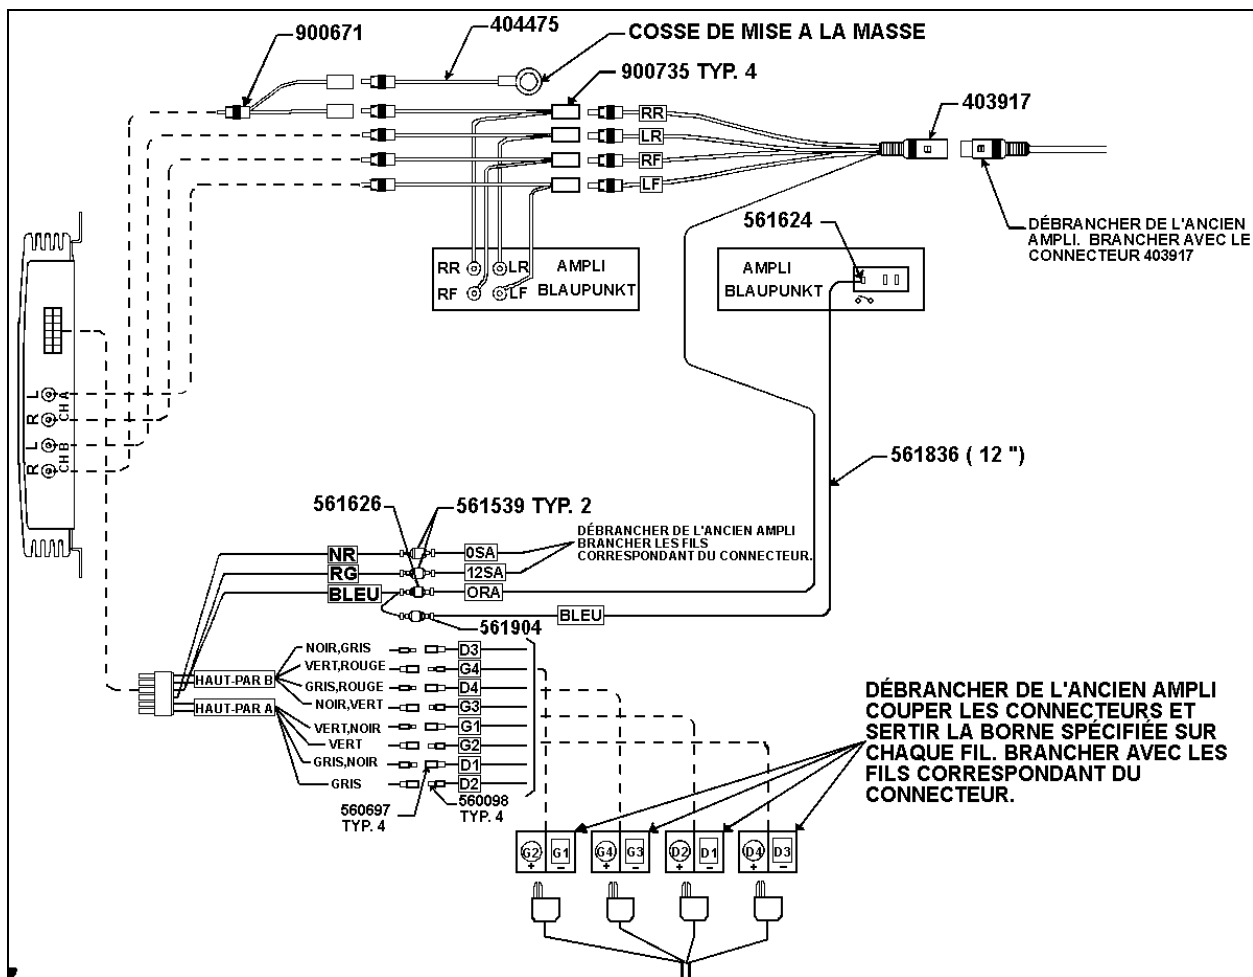 900671
404475
COSSE DE MISE A LA MASSE
900735 TYP. 4
403917
RR
LR
RF
LF
561624
DÉBRANCHER DE L'ANCIEN
AMPLI. BRANCHER AVEC LE
CONNECTEUR 403917
RR LR AMPLI
RF LF BLAUPUNKT
AMPLI
BLAUPUNKT
L
R
CH A
L
R
CH B
561836 ( 12 ")
561626
561539 TYP. 2
DÉBRANCHER DE L'ANCIEN AMPLI
BRANCHER LES FILS
CORRESPONDANT DU CONNECTEUR.
NR 0SA
RG 12SA
BLEU ORA
BLEU
561904
HAUT-PAR B
HAUT-PAR A
NOIR,GRIS D3
VERT,ROUGE G4
GRIS,ROUGE D4
NOIR,VERT G3
VERT,NOIR G1
VERT G2
GRIS,NOIR D1
GRIS D2
560697
TYP. 4
560098
TYP. 4
DÉBRANCHER DE L'ANCIEN AMPLI
COUPER LES CONNECTEURS ET
SERTIR LA BORNE SPÉCIFIÉE SUR
CHAQUE FIL. BRANCHER AVEC LES
FILS CORRESPONDANT DU
CONNECTEUR.
G2 G1 G4 G3 D2 D1 D4 D3
+ - + - + - + -